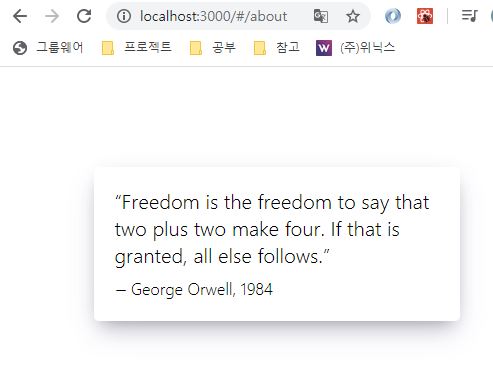 localhost:3000/#/about
그룹웨어 프로젝트 공부 참고 W (주)위닉스
“Freedom is the freedom to say that
two plus two make four. If that is
granted, all else follows.”
− George Orwell, 1984